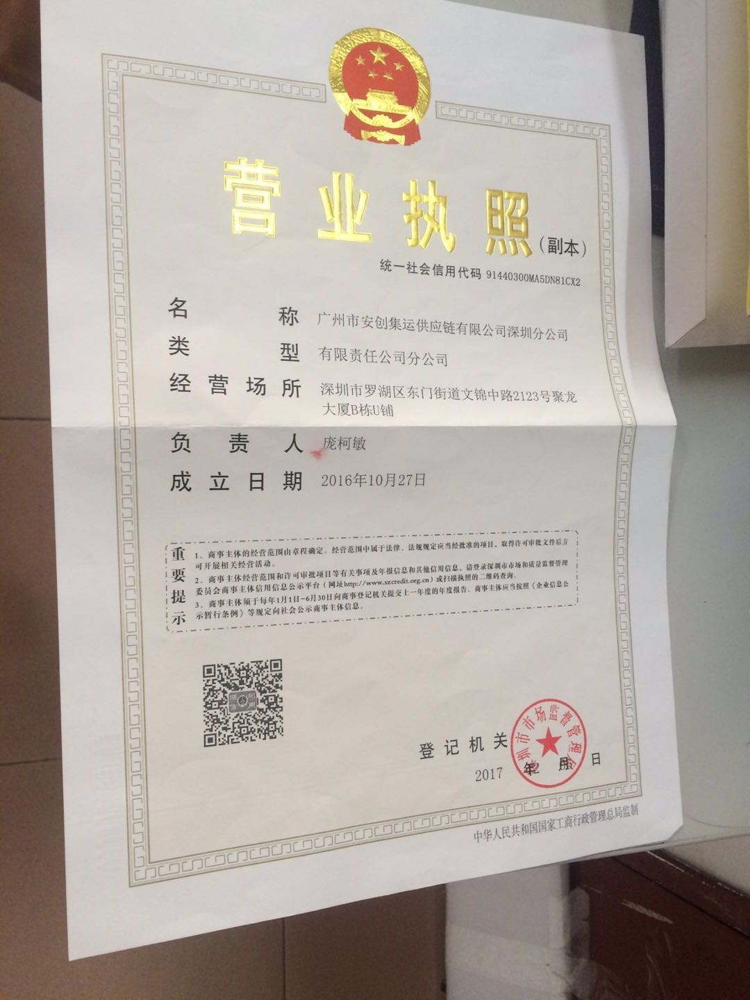 营业执照
(副本)
统一社会信用代码 91440300MA5DN81CX2
名称 广州市安创集运供应链有限公司深圳分公司
类型 有限责任公司分公司
经营场所 深圳市罗湖区东门街道文锦中路2123号聚龙
大厦B栋U铺
负责人 庞柯敏
成立日期 2016年10月27日
重要提示
1、商事主体的经营范围由章程确定。经营范围中属于法律、法规规定应当经批准的项目，取得许可审批文件后方
可开展相关经营活动。
2、商事主体经营范围和许可审批项目等有关事项及年报信息和其他信用信息，请登录深圳市市场和质量监督管理
委员会商事主体信用信息公示平台（网址http://www.szcredit.org.cn）或扫描执照的二维码查询。
3、商事主体须于每年1月1日-6月30日向商事登记机关提交上一年度的年度报告。商事主体应当按照《企业信息公
示暂行条例》等规定向社会公示商事主体信息。
登记机关
深圳市市场监督管理局
2017 年 月 日
中华人民共和国国家工商行政管理总局监制